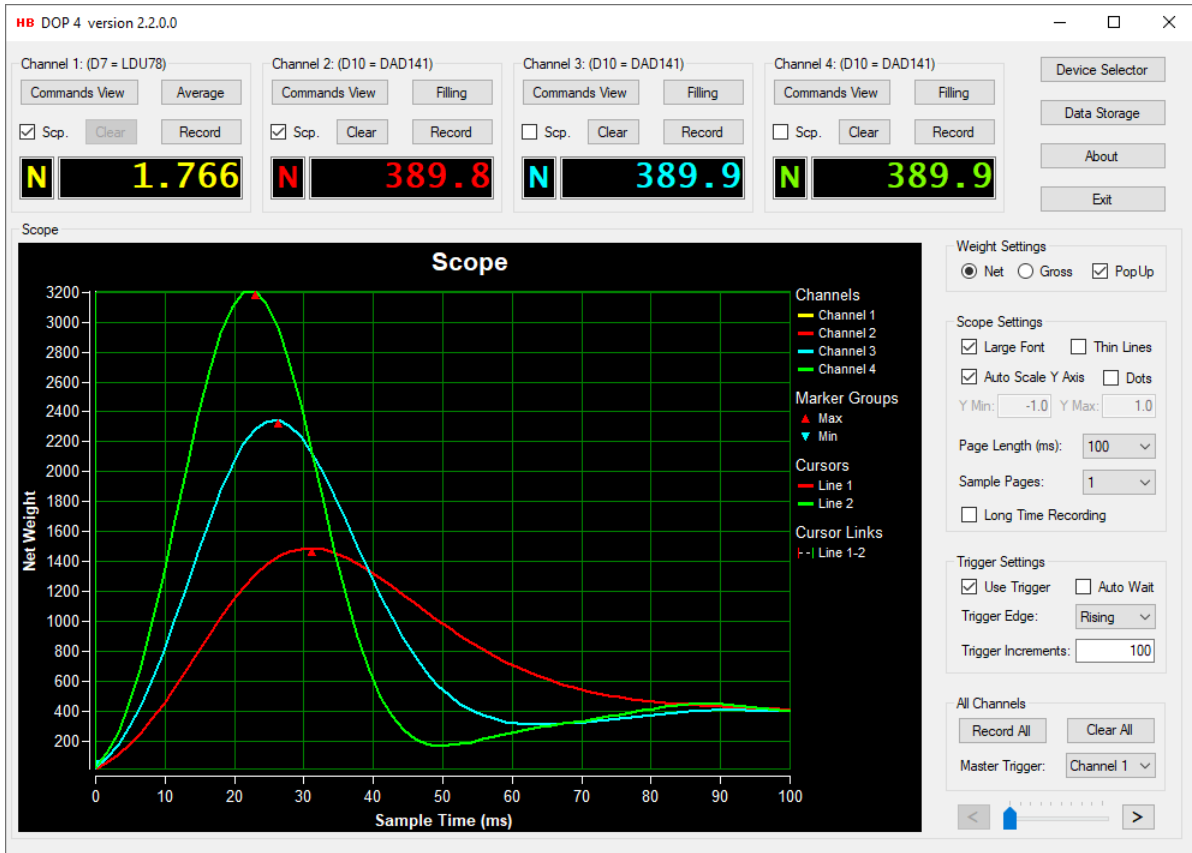 HB DOP 4 version 2.2.0.0
Channel 1: (D7 = LDU78)
Commands View
Average
Scp.
Clear
Record
N
1.766
Channel 2: (D10 = DAD141)
Commands View
Filling
Scp.
Clear
Record
N
389.8
Channel 3: (D10 = DAD141)
Commands View
Filling
Scp.
Clear
Record
N
389.9
Channel 4: (D10 = DAD141)
Commands View
Filling
Scp.
Clear
Record
N
389.9
Device Selector
Data Storage
About
Exit
Scope
Scope
Net Weight
3200
3000
2800
2600
2400
2200
2000
1800
1600
1400
1200
1000
800
600
400
200
0 10 20 30 40 50 60 70 80 90 100
Sample Time (ms)
Channels
Channel 1
Channel 2
Channel 3
Channel 4
Marker Groups
Max
Min
Cursors
Line 1
Line 2
Cursor Links
Line 1-2
Weight Settings
Net Gross PopUp
Scope Settings
Large Font Thin Lines
Auto Scale Y Axis Dots
Y Min: -1.0 Y Max: 1.0
Page Length (ms): 100
Sample Pages: 1
Long Time Recording
Trigger Settings
Use Trigger Auto Wait
Trigger Edge: Rising
Trigger Increments: 100
All Channels
Record All Clear All
Master Trigger: Channel 1
< >